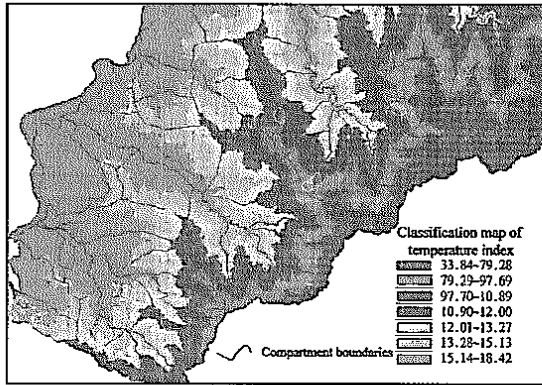 Classification map of
temperature index
33.84-79.28
79.29-97.69
97.70-10.89
10.90-12.00
12.01-13.27
13.28-15.13
15.14-18.42
Compartment boundaries